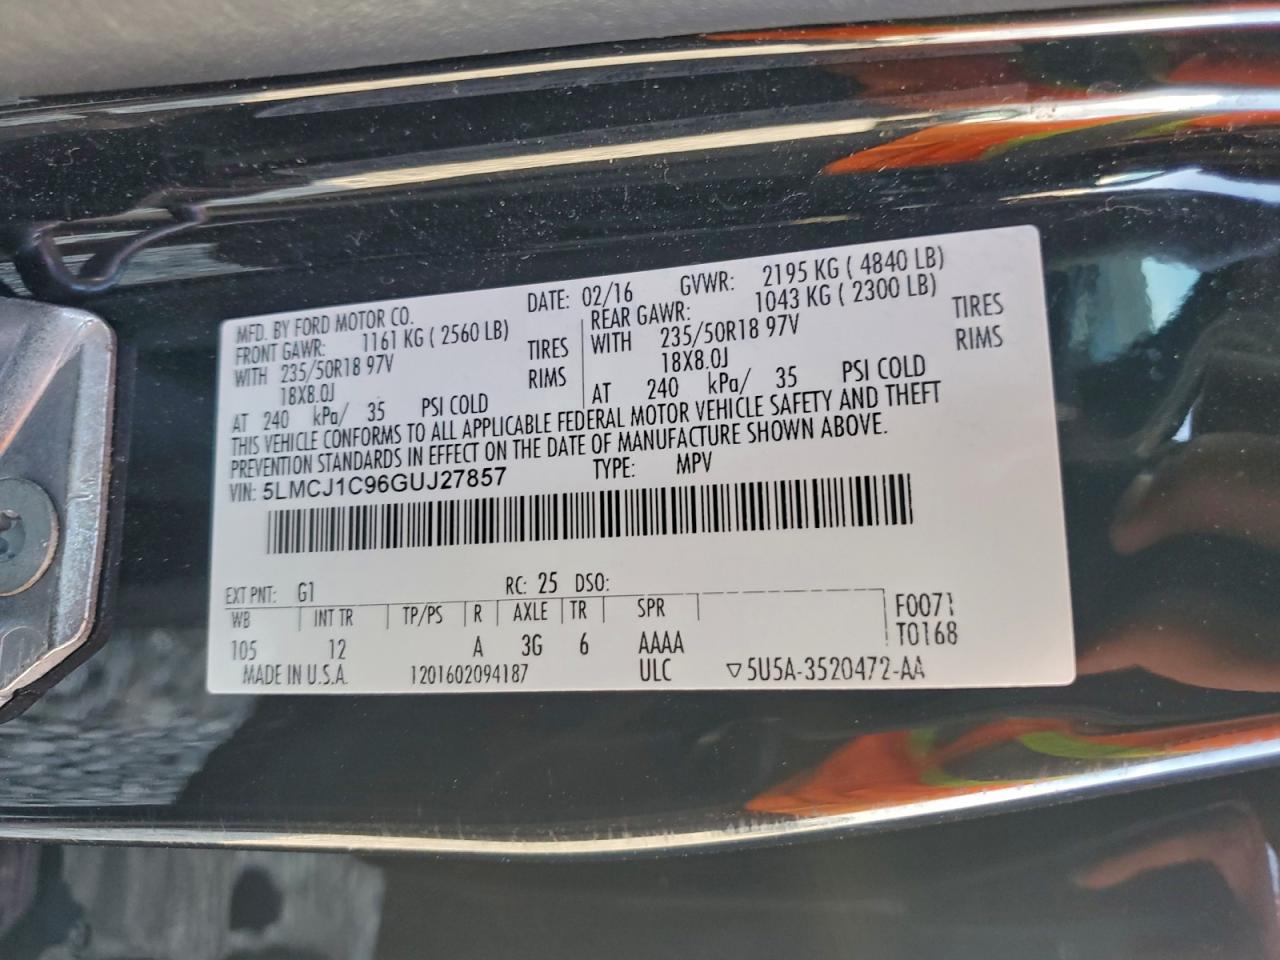 MFD. BY FORD MOTOR CO. DATE: 02/16 GVWR: 2195 KG ( 4840 LB)
FRONT GAWR: 1161 KG ( 2560 LB) REAR GAWR: 1043 KG ( 2300 LB)
WITH 235/50R18 97V TIRES WITH 235/50R18 97V TIRES
18X8.0J RIMS 18X8.0J RIMS
AT 240 kPa/ 35 PSI COLD AT 240 kPa/ 35 PSI COLD
THIS VEHICLE CONFORMS TO ALL APPLICABLE FEDERAL MOTOR VEHICLE SAFETY AND THEFT
PREVENTION STANDARDS IN EFFECT ON THE DATE OF MANUFACTURE SHOWN ABOVE.
VIN: 5LMCJ1C96GUJ27857 TYPE: MPV
EXT PNT: G1 RC: 25 DSO:
WB INT TR TP/PS R AXLE TR SPR F0071
105 12 A 3G 6 AAAA T0168
MADE IN U.S.A. 1201602094187 ULC ▽5U5A-3520472-AA